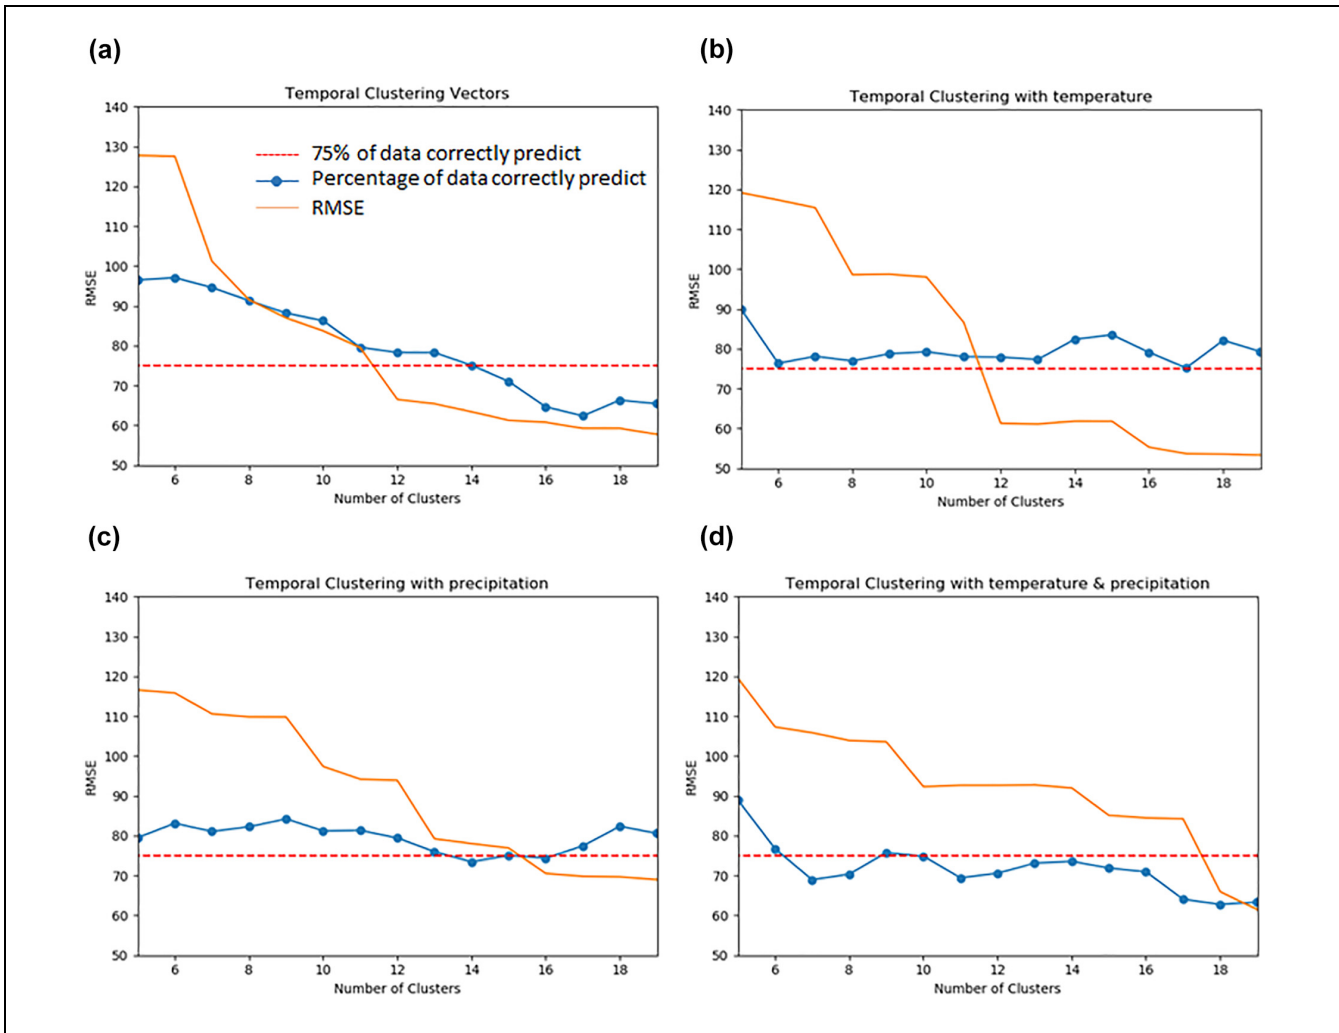 (a)
Temporal Clustering Vectors
140
130
120
110
100
90
80
70
60
50
RMSE
75% of data correctly predict
Percentage of data correctly predict
RMSE
6 8 10 12 14 16 18
Number of Clusters
(b)
Temporal Clustering with temperature
140
130
120
110
100
90
80
70
60
50
RMSE
6 8 10 12 14 16 18
Number of Clusters
(c)
Temporal Clustering with precipitation
140
130
120
110
100
90
80
70
60
50
RMSE
6 8 10 12 14 16 18
Number of Clusters
(d)
Temporal Clustering with temperature & precipitation
140
130
120
110
100
90
80
70
60
50
RMSE
6 8 10 12 14 16 18
Number of Clusters